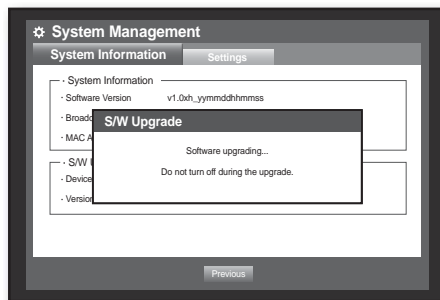 System Management
System Information Settings
· System Information
· Software Version v1.0xh_yymmddhhmmss
· Broadc
· MAC A
S/W Upgrade
Software upgrading...
Do not turn off during the upgrade.
· S/W U
· Device
· Version
Previous